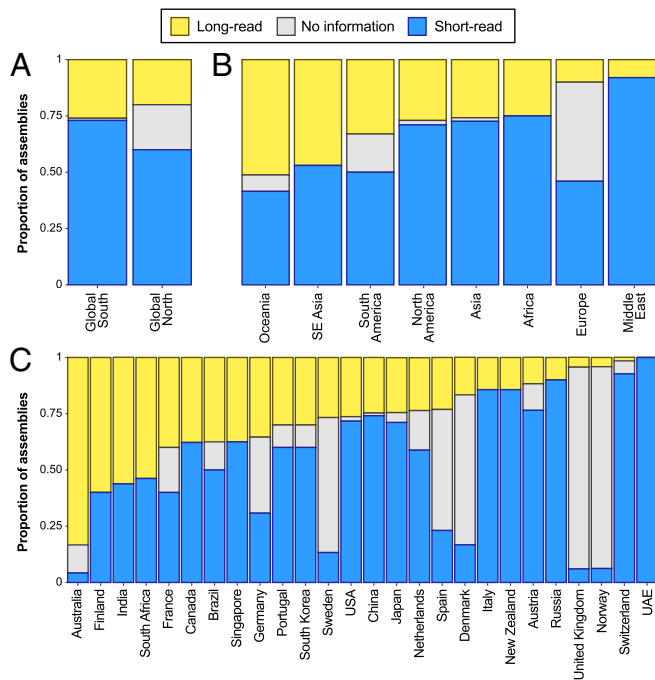 Long-read No information Short-read
A B
Proportion of assemblies
1
0.75
0.50
0.25
0
Global
South
Global
North
Oceania
SE Asia
South
America
North
America
Asia
Africa
Europe
Middle
East
C
Proportion of assemblies
1
0.75
0.50
0.25
0
Australia
Finland
India
South Africa
France
Canada
Brazil
Singapore
Germany
Portugal
South Korea
Sweden
USA
China
Japan
Netherlands
Spain
Denmark
Italy
New Zealand
Austria
Russia
United Kingdom
Norway
Switzerland
UAE